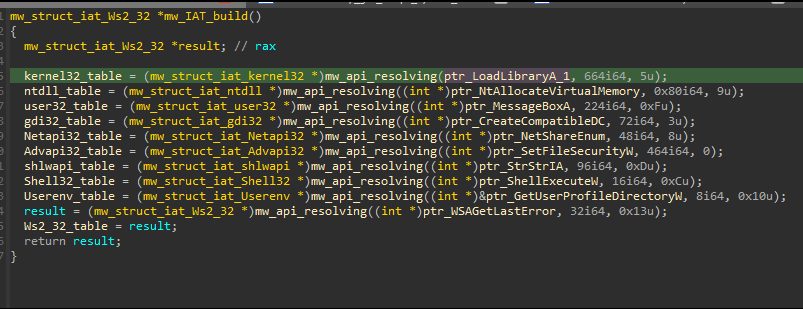 mw_struct_iat_Ws2_32 *mw_IAT_build()
{
mw_struct_iat_Ws2_32 *result; // rax
kernel32_table = (mw_struct_iat_kernel32 *)mw_api_resolving(ptr_LoadLibraryA_1, 664i64, 5u);
ntdll_table = (mw_struct_iat_ntdll *)mw_api_resolving((int *)ptr_NtAllocateVirtualMemory, 0x80i64, 9u);
user32_table = (mw_struct_iat_user32 *)mw_api_resolving((int *)ptr_MessageBoxA, 224i64, 0xFu);
gdi32_table = (mw_struct_iat_gdi32 *)mw_api_resolving((int *)ptr_CreateCompatibleDC, 72i64, 3u);
Netapi32_table = (mw_struct_iat_Netapi32 *)mw_api_resolving((int *)ptr_NetShareEnum, 48i64, 8u);
Advapi32_table = (mw_struct_iat_Advapi32 *)mw_api_resolving((int *)ptr_SetFileSecurityW, 464i64, 0);
shlwapi_table = (mw_struct_iat_shlwapi *)mw_api_resolving((int *)ptr_StrStrIA, 96i64, 0xDu);
Shell32_table = (mw_struct_iat_Shell32 *)mw_api_resolving((int *)ptr_ShellExecuteW, 16i64, 0xCu);
Userenv_table = (mw_struct_iat_Userenv *)mw_api_resolving((int *)&ptr_GetUserProfileDirectoryW, 8i64, 0x10u);
result = (mw_struct_iat_Ws2_32 *)mw_api_resolving((int *)ptr_WSAGetLastError, 32i64, 0x13u);
Ws2_32_table = result;
return result;
}